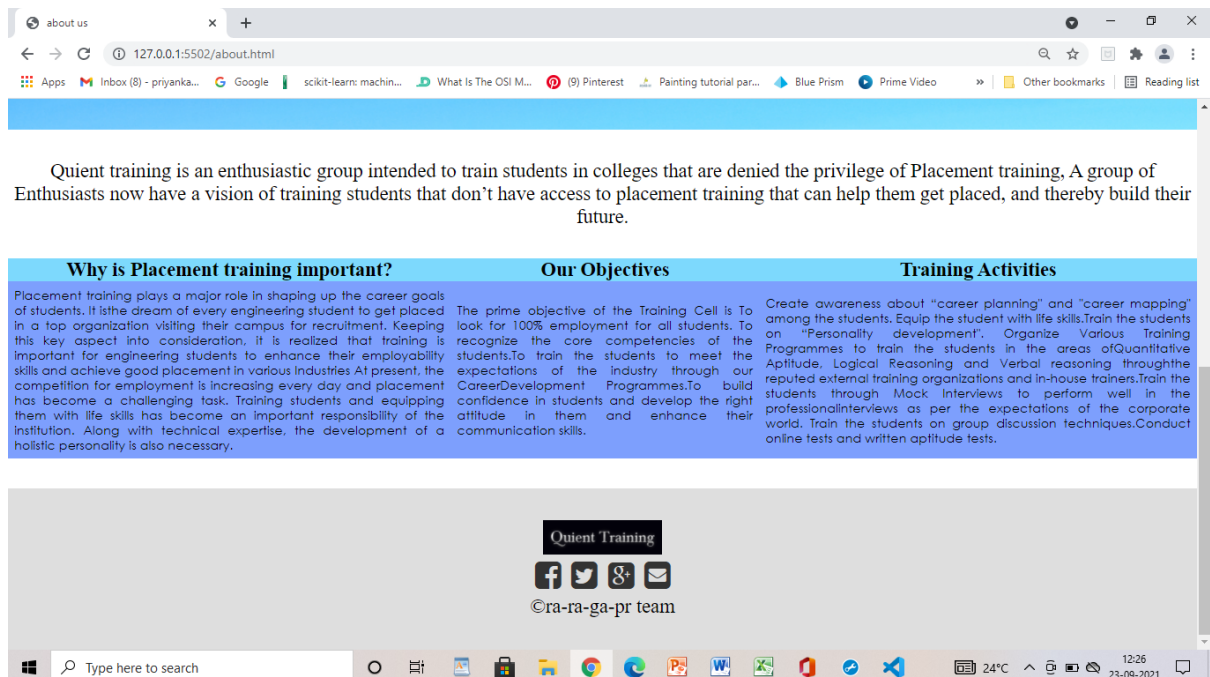 about us
127.0.0.1:5502/about.html
Apps Inbox (8) - priyanka... Google scikit-learn: machin... What Is The OSI M... (9) Pinterest Painting tutorial par... Blue Prism Prime Video » Other bookmarks Reading list
Quient training is an enthusiastic group intended to train students in colleges that are denied the privilege of Placement training, A group of
Enthusiasts now have a vision of training students that don’t have access to placement training that can help them get placed, and thereby build their
future.
Why is Placement training important?
Placement training plays a major role in shaping up the career goals
of students. It isthe dream of every engineering student to get placed
in a top organization visiting their campus for recruitment. Keeping
this key aspect into consideration, it is realized that training is
important for engineering students to enhance their employability
skills and achieve good placement in various Industries At present, the
competition for employment is increasing every day and placement
has become a challenging task. Training students and equipping
them with life skills has become an important responsibility of the
institution. Along with technical expertise, the development of a
holistic personality is also necessary.
Our Objectives
The prime objective of the Training Cell is To
look for 100% employment for all students. To
recognize the core competencies of the
students.To train the students to meet the
expectations of the industry through our
CareerDevelopment Programmes.To build
confidence in students and develop the right
attitude in them and enhance their
communication skills.
Training Activities
Create awareness about “career planning" and "career mapping"
among the students. Equip the student with life skills.Train the students
on “Personality development". Organize Various Training
Programmes to train the students in the areas ofQuantitative
Aptitude, Logical Reasoning and Verbal reasoning throughthe
reputed external training organizations and in-house trainers.Train the
students through Mock Interviews to perform well in the
professionalinterviews as per the expectations of the corporate
world. Train the students on group discussion techniques.Conduct
online tests and written aptitude tests.
Quient Training
©ra-ra-ga-pr team
Type here to search
24°C
12:26
23-09-2021